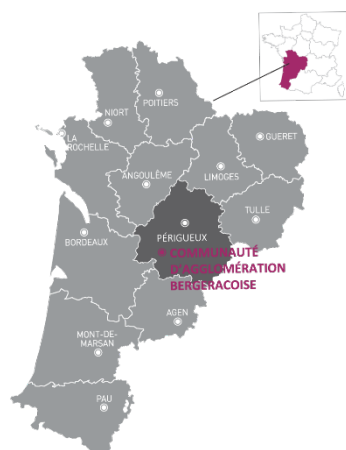 POITIERS
NIORT
LA
ROCHELLE
GUERET
ANGOULÊME
LIMOGES
TULLE
PÉRIGUEUX
BORDEAUX
COMMUNAUTÉ
D'AGGLOMÉRATION
BERGERACOISE
AGEN
MONT-DE-
MARSAN
PAU